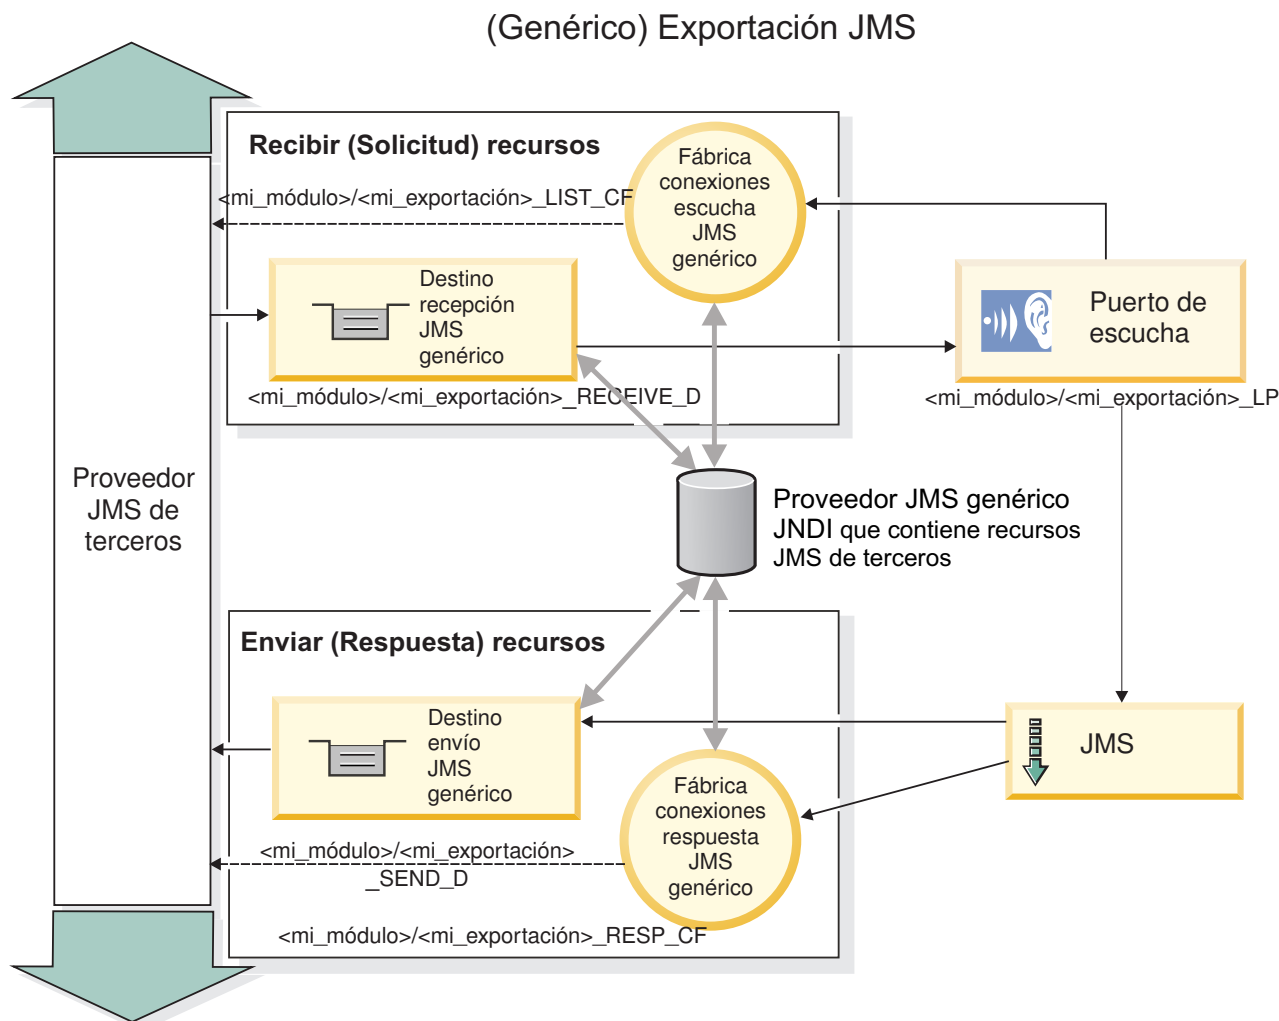 (Genérico) Exportación JMS
Recibir (Solicitud) recursos
<mi_módulo>/<mi_exportación>_LIST_CF
Fábrica
conexiones
escucha
JMS
genérico
Destino
recepción
JMS
genérico
<mi_módulo>/<mi_exportación>_RECEIVE_D
Puerto de
escucha
<mi_módulo>/<mi_exportación>_LP
Proveedor
JMS de
terceros
Proveedor JMS genérico
JNDI que contiene recursos
JMS de terceros
Enviar (Respuesta) recursos
Destino
envío
JMS
genérico
<mi_módulo>/<mi_exportación>
_SEND_D
Fábrica
conexiones
respuesta
JMS
genérico
<mi_módulo>/<mi_exportación>_RESP_CF
JMS